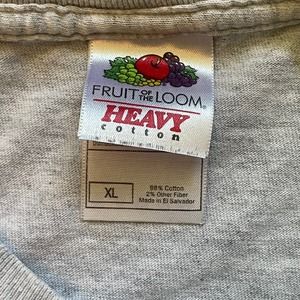 FRUIT OF THE LOOM®
HEAVY
cotton
XL
98% Cotton
2% Other Fiber
Made in El Salvador